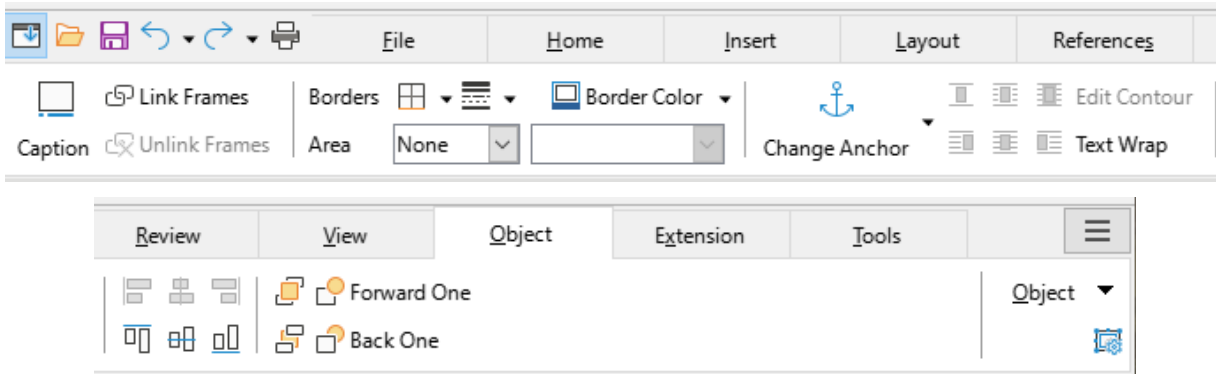 File Home Insert Layout References
Link Frames Borders Border Color Edit Contour
Caption Unlink Frames Area None Change Anchor Text Wrap
Review View Object Extension Tools
Forward One Object
Back One